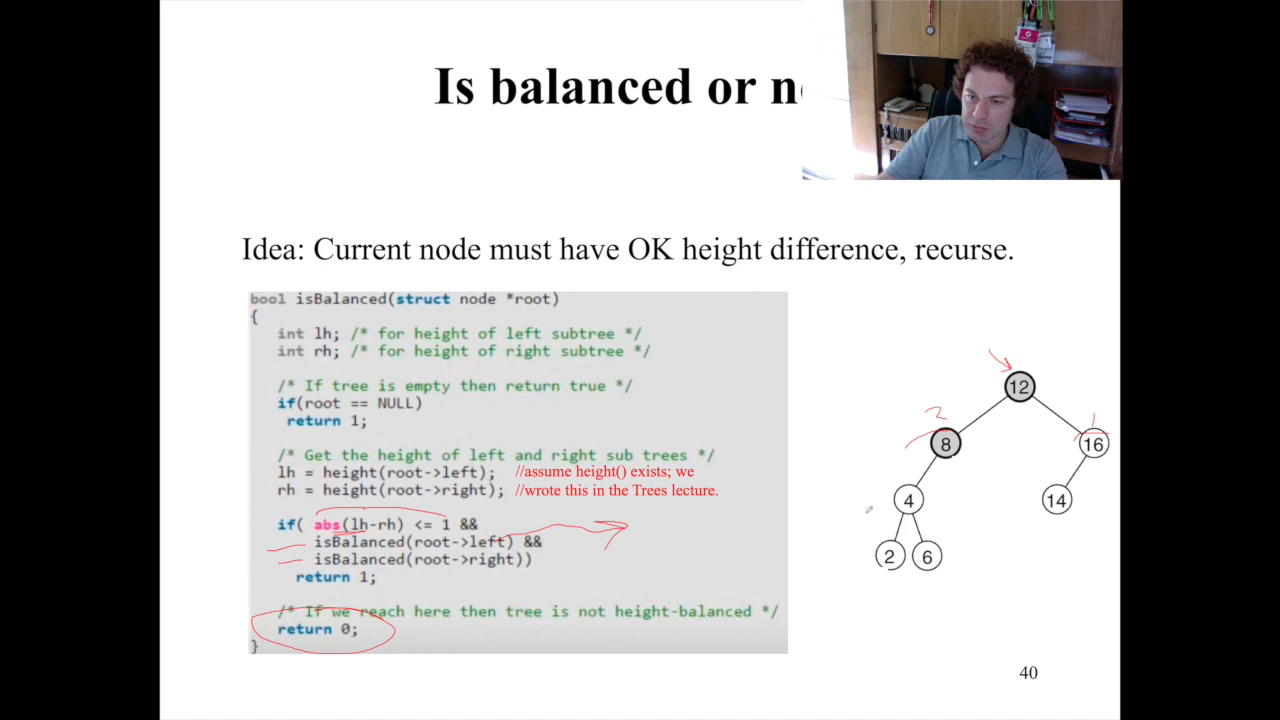 Is balanced or
Idea: Current node must have OK height difference, recurse.
bool isBalanced(struct node *root)
{
int lh; /* for height of left subtree */
int rh; /* for height of right subtree */
/* If tree is empty then return true */
if(root == NULL)
return 1;
/* Get the height of left and right sub trees */
lh = height(root->left); //assume height() exists; we
rh = height(root->right); //wrote this in the Trees lecture.
if( abs(lh-rh) <= 1 &&
isBalanced(root->left) &&
isBalanced(root->right))
return 1;
/* If we reach here then tree is not height-balanced */
return 0;
}
12
2
1
8
16
4
14
2
6
40